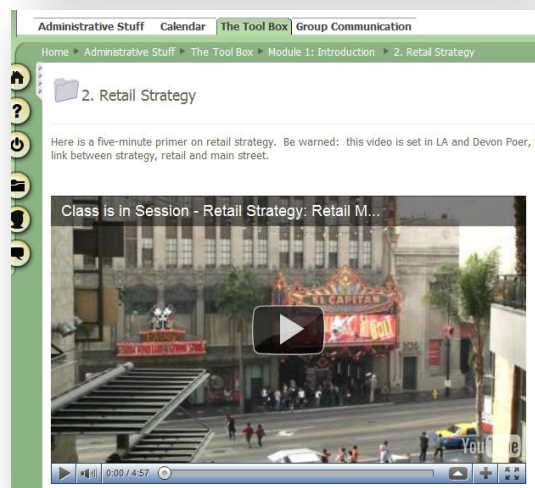 Administrative Stuff Calendar The Tool Box Group Communication
Home ▸ Administrative Stuff ▸ The Tool Box ▸ Module 1: Introduction ▸ 2. Retail Strategy
2. Retail Strategy
Here is a five-minute primer on retail strategy. Be warned: this video is set in LA and Devon Poer,
link between strategy, retail and main street.
Class is in Session - Retail Strategy: Retail M...
EL CAPITAN
BOLT
YouTube
0:00 / 4:57